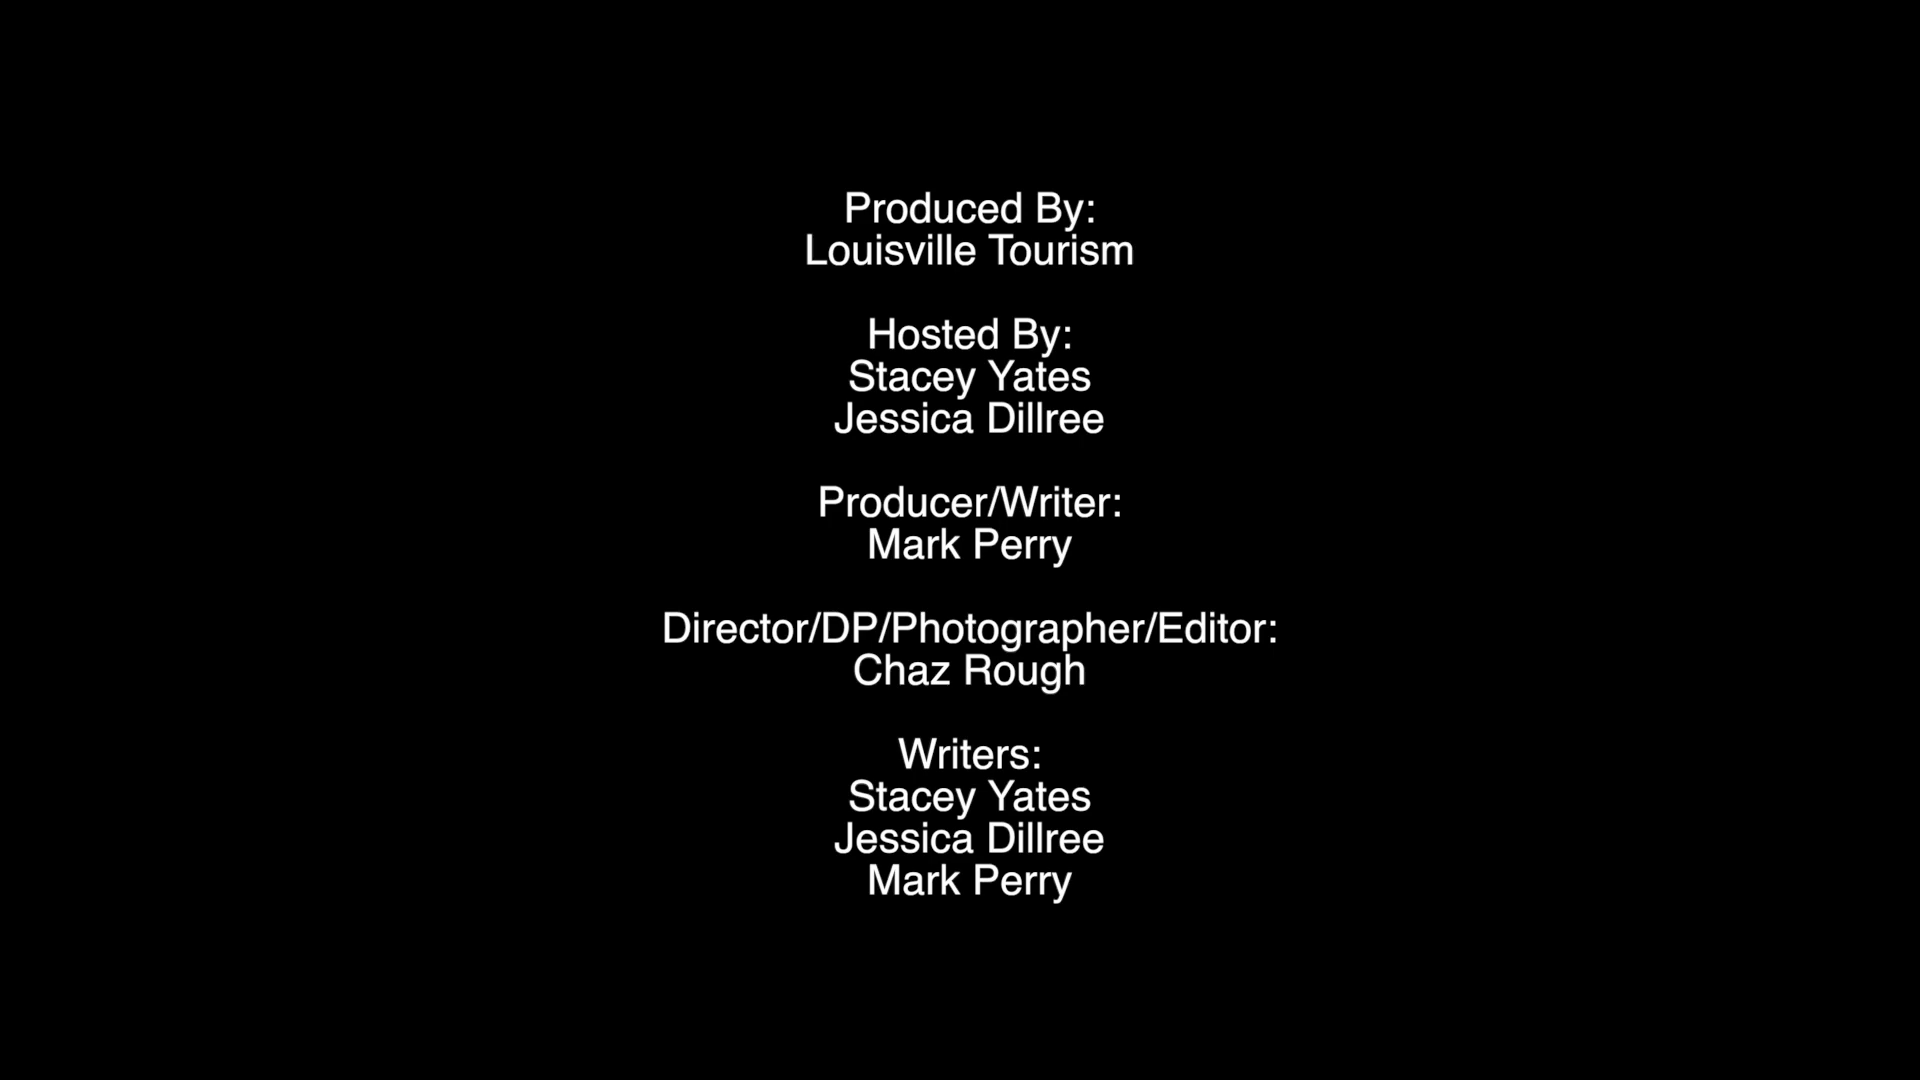 Produced By:
Louisville Tourism
Hosted By:
Stacey Yates
Jessica Dillree
Producer/Writer:
Mark Perry
Director/DP/Photographer/Editor:
Chaz Rough
Writers:
Stacey Yates
Jessica Dillree
Mark Perry